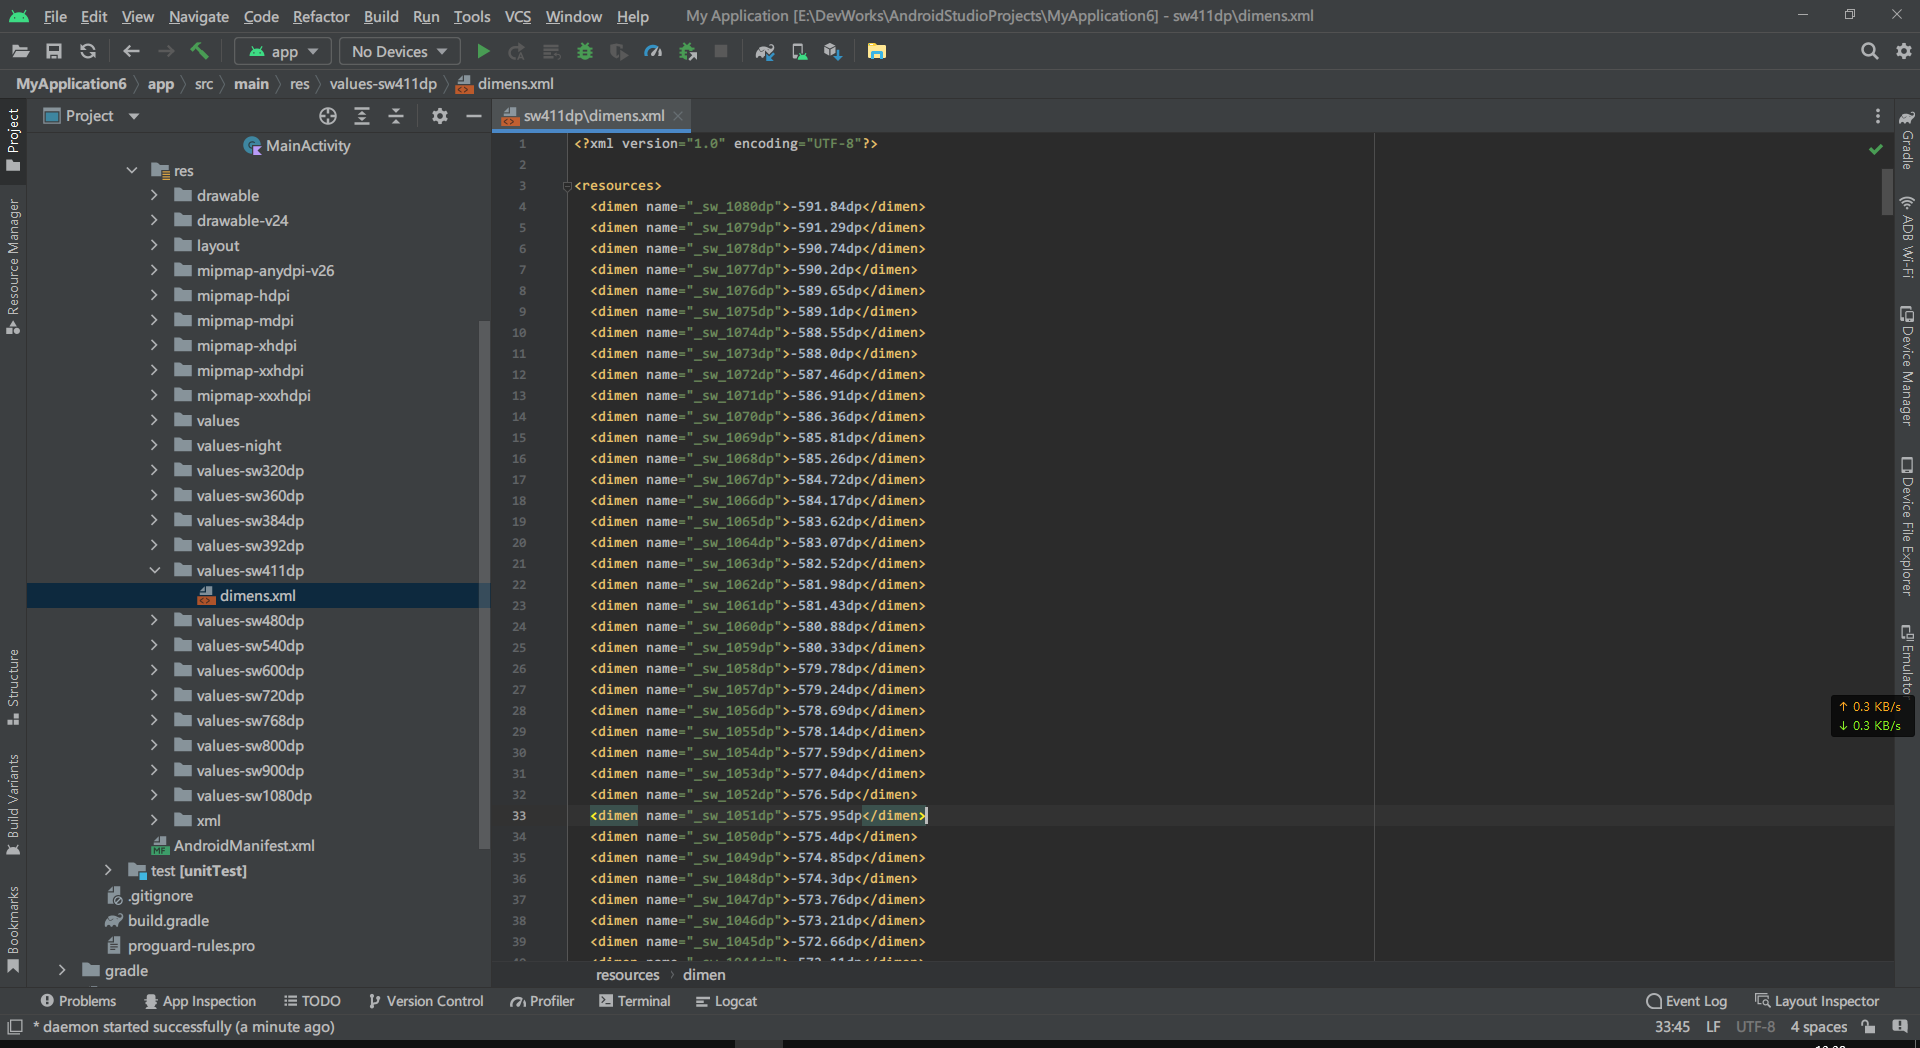 File Edit View Navigate Code Refactor Build Run Tools VCS Window Help My Application [E:\DevWorks\AndroidStudioProjects\MyApplication6] - sw411dp\dimens.xml
app No Devices
MyApplication6 app src main res values-sw411dp dimens.xml
Project
sw411dp\dimens.xml
Project
Resource Manager
Structure
Build Variants
Bookmarks
MainActivity
res
drawable
drawable-v24
layout
mipmap-anydpi-v26
mipmap-hdpi
mipmap-mdpi
mipmap-xhdpi
mipmap-xxhdpi
mipmap-xxxhdpi
values
values-night
values-sw320dp
values-sw360dp
values-sw384dp
values-sw392dp
values-sw411dp
dimens.xml
values-sw480dp
values-sw540dp
values-sw600dp
values-sw720dp
values-sw768dp
values-sw800dp
values-sw900dp
values-sw1080dp
xml
AndroidManifest.xml
test [unitTest]
.gitignore
build.gradle
proguard-rules.pro
gradle
1 <?xml version="1.0" encoding="UTF-8"?>
2
3 <resources>
4 <dimen name="_sw_1080dp">-591.84dp</dimen>
5 <dimen name="_sw_1079dp">-591.29dp</dimen>
6 <dimen name="_sw_1078dp">-590.74dp</dimen>
7 <dimen name="_sw_1077dp">-590.2dp</dimen>
8 <dimen name="_sw_1076dp">-589.65dp</dimen>
9 <dimen name="_sw_1075dp">-589.1dp</dimen>
10 <dimen name="_sw_1074dp">-588.55dp</dimen>
11 <dimen name="_sw_1073dp">-588.0dp</dimen>
12 <dimen name="_sw_1072dp">-587.46dp</dimen>
13 <dimen name="_sw_1071dp">-586.91dp</dimen>
14 <dimen name="_sw_1070dp">-586.36dp</dimen>
15 <dimen name="_sw_1069dp">-585.81dp</dimen>
16 <dimen name="_sw_1068dp">-585.26dp</dimen>
17 <dimen name="_sw_1067dp">-584.72dp</dimen>
18 <dimen name="_sw_1066dp">-584.17dp</dimen>
19 <dimen name="_sw_1065dp">-583.62dp</dimen>
20 <dimen name="_sw_1064dp">-583.07dp</dimen>
21 <dimen name="_sw_1063dp">-582.52dp</dimen>
22 <dimen name="_sw_1062dp">-581.98dp</dimen>
23 <dimen name="_sw_1061dp">-581.43dp</dimen>
24 <dimen name="_sw_1060dp">-580.88dp</dimen>
25 <dimen name="_sw_1059dp">-580.33dp</dimen>
26 <dimen name="_sw_1058dp">-579.78dp</dimen>
27 <dimen name="_sw_1057dp">-579.24dp</dimen>
28 <dimen name="_sw_1056dp">-578.69dp</dimen>
29 <dimen name="_sw_1055dp">-578.14dp</dimen>
30 <dimen name="_sw_1054dp">-577.59dp</dimen>
31 <dimen name="_sw_1053dp">-577.04dp</dimen>
32 <dimen name="_sw_1052dp">-576.5dp</dimen>
33 <dimen name="_sw_1051dp">-575.95dp</dimen>
34 <dimen name="_sw_1050dp">-575.4dp</dimen>
35 <dimen name="_sw_1049dp">-574.85dp</dimen>
36 <dimen name="_sw_1048dp">-574.3dp</dimen>
37 <dimen name="_sw_1047dp">-573.76dp</dimen>
38 <dimen name="_sw_1046dp">-573.21dp</dimen>
39 <dimen name="_sw_1045dp">-572.66dp</dimen>
Gradle
ADB Wi-Fi
Device Manager
Device File Explorer
Emulator
↑ 0.3 KB/s
↓ 0.3 KB/s
resources dimen
Problems App Inspection TODO Version Control Profiler Terminal Logcat Event Log Layout Inspector
* daemon started successfully (a minute ago) 33:45 LF UTF-8 4 spaces